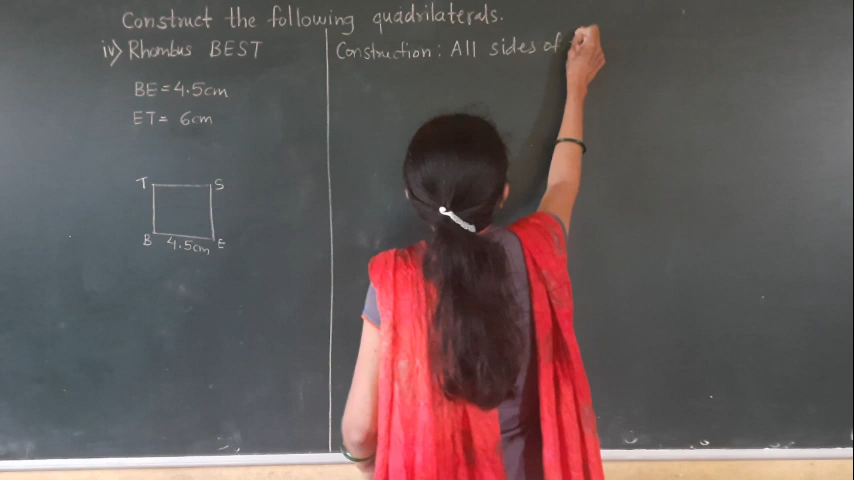 Construct the following quadrilaterals.
iv) Rhombus BEST
BE = 4.5cm
ET = 6cm
T S
B 4.5cm E
Construction: All sides of